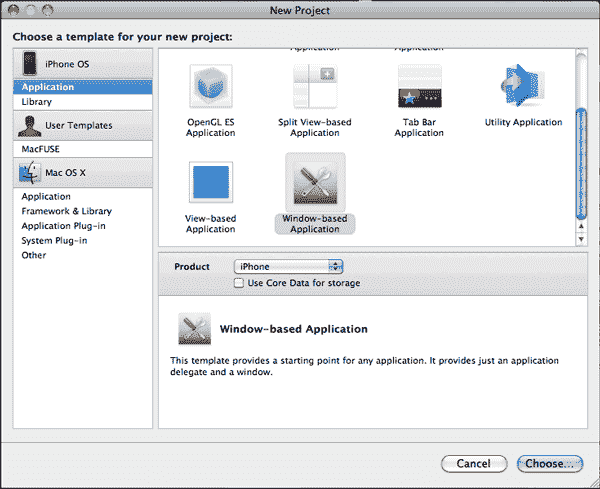 New Project
Choose a template for your new project:
iPhone OS
Application
Library
User Templates
MacFUSE
Mac OS X
Application
Framework & Library
Application Plug-in
System Plug-in
Other
Application
Application
OpenGL ES
Application
Split View-based
Application
Tab Bar
Application
Utility Application
View-based
Application
Window-based
Application
Product
iPhone
Use Core Data for storage
Window-based Application
This template provides a starting point for any application. It provides just an application
delegate and a window.
Cancel
Choose...